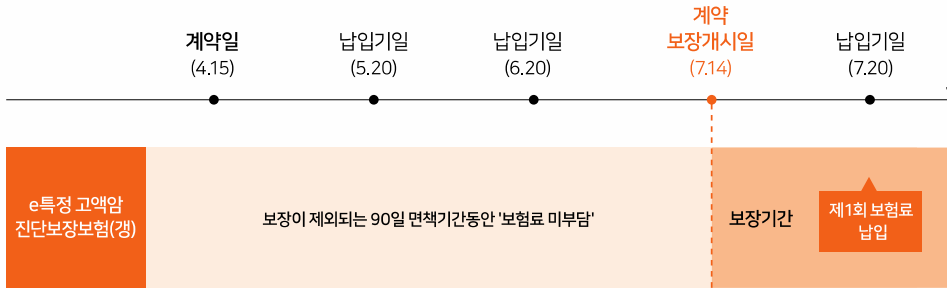 계약일
(4.15)
납입기일
(5.20)
납입기일
(6.20)
계약
보장개시일
(7.14)
납입기일
(7.20)
e특정 고액암
진단보장보험(갱)
보장이 제외되는 90일 면책기간동안 '보험료 미부담'
보장기간
제1회 보험료
납입